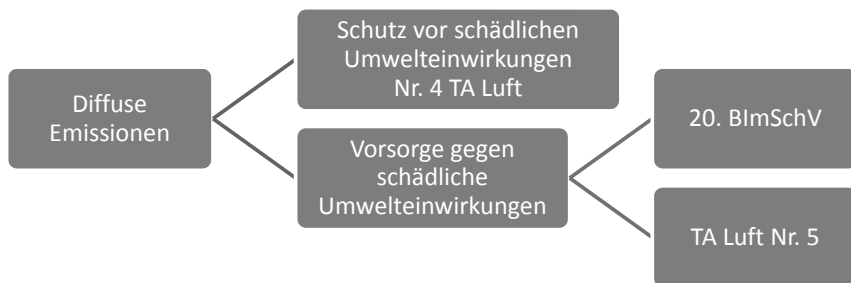 Diffuse
Emissionen
Schutz vor schädlichen
Umwelteinwirkungen
Nr. 4 TA Luft
Vorsorge gegen
schädliche
Umwelteinwirkungen
20. BImSchV
TA Luft Nr. 5